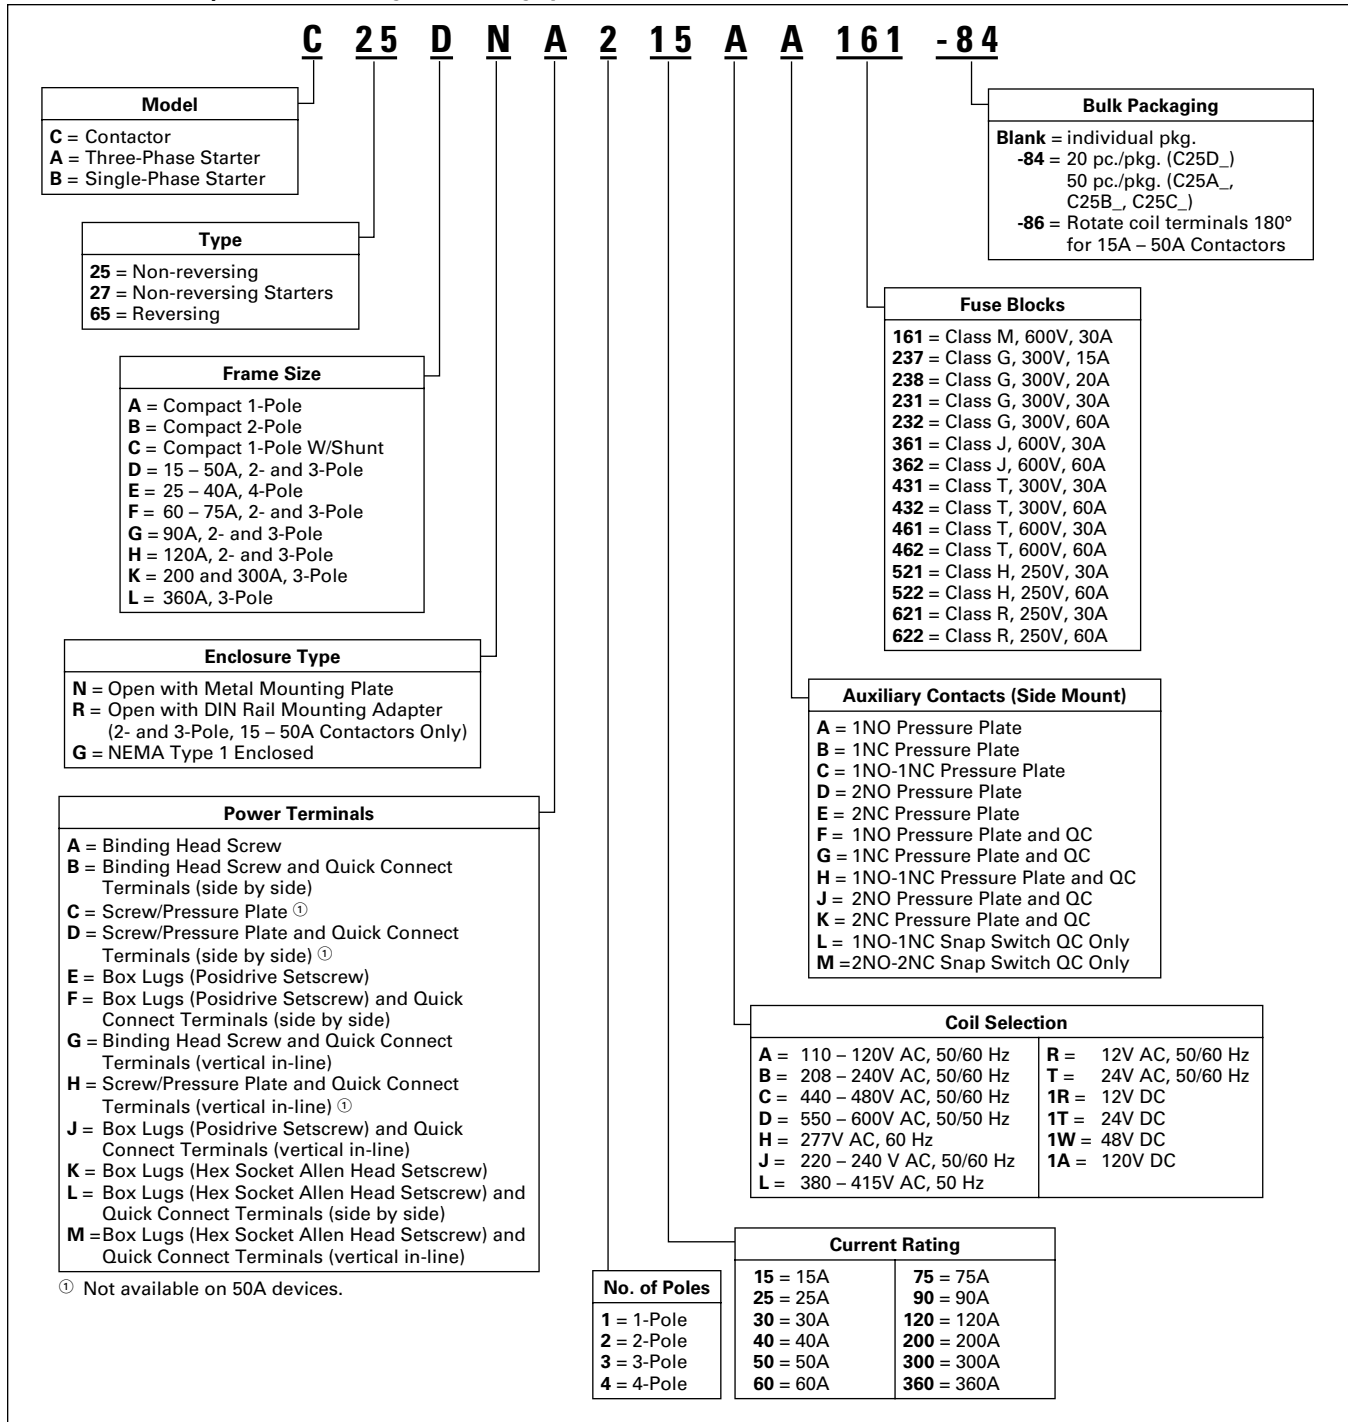 C 25 D N A 2 15 A A 161 -84
Model
C = Contactor
A = Three-Phase Starter
B = Single-Phase Starter
Type
25 = Non-reversing
27 = Non-reversing Starters
65 = Reversing
Frame Size
A = Compact 1-Pole
B = Compact 2-Pole
C = Compact 1-Pole W/Shunt
D = 15 – 50A, 2- and 3-Pole
E = 25 – 40A, 4-Pole
F = 60 – 75A, 2- and 3-Pole
G = 90A, 2- and 3-Pole
H = 120A, 2- and 3-Pole
K = 200 and 300A, 3-Pole
L = 360A, 3-Pole
Enclosure Type
N = Open with Metal Mounting Plate
R = Open with DIN Rail Mounting Adapter
(2- and 3-Pole, 15 – 50A Contactors Only)
G = NEMA Type 1 Enclosed
Power Terminals
A = Binding Head Screw
B = Binding Head Screw and Quick Connect
Terminals (side by side)
C = Screw/Pressure Plate ①
D = Screw/Pressure Plate and Quick Connect
Terminals (side by side) ①
E = Box Lugs (Posidrive Setscrew)
F = Box Lugs (Posidrive Setscrew) and Quick
Connect Terminals (side by side)
G = Binding Head Screw and Quick Connect
Terminals (vertical in-line)
H = Screw/Pressure Plate and Quick Connect
Terminals (vertical in-line) ①
J = Box Lugs (Posidrive Setscrew) and Quick
Connect Terminals (vertical in-line)
K = Box Lugs (Hex Socket Allen Head Setscrew)
L = Box Lugs (Hex Socket Allen Head Setscrew) and
Quick Connect Terminals (side by side)
M =Box Lugs (Hex Socket Allen Head Setscrew) and
Quick Connect Terminals (vertical in-line)
① Not available on 50A devices.
No. of Poles
1 = 1-Pole
2 = 2-Pole
3 = 3-Pole
4 = 4-Pole
Current Rating
15 = 15A
25 = 25A
30 = 30A
40 = 40A
50 = 50A
60 = 60A
75 = 75A
90 = 90A
120 = 120A
200 = 200A
300 = 300A
360 = 360A
Coil Selection
A = 110 – 120V AC, 50/60 Hz
B = 208 – 240V AC, 50/60 Hz
C = 440 – 480V AC, 50/60 Hz
D = 550 – 600V AC, 50/50 Hz
H = 277V AC, 60 Hz
J = 220 – 240 V AC, 50/60 Hz
L = 380 – 415V AC, 50 Hz
R = 12V AC, 50/60 Hz
T = 24V AC, 50/60 Hz
1R = 12V DC
1T = 24V DC
1W = 48V DC
1A = 120V DC
Auxiliary Contacts (Side Mount)
A = 1NO Pressure Plate
B = 1NC Pressure Plate
C = 1NO-1NC Pressure Plate
D = 2NO Pressure Plate
E = 2NC Pressure Plate
F = 1NO Pressure Plate and QC
G = 1NC Pressure Plate and QC
H = 1NO-1NC Pressure Plate and QC
J = 2NO Pressure Plate and QC
K = 2NC Pressure Plate and QC
L = 1NO-1NC Snap Switch QC Only
M =2NO-2NC Snap Switch QC Only
Fuse Blocks
161 = Class M, 600V, 30A
237 = Class G, 300V, 15A
238 = Class G, 300V, 20A
231 = Class G, 300V, 30A
232 = Class G, 300V, 60A
361 = Class J, 600V, 30A
362 = Class J, 600V, 60A
431 = Class T, 300V, 30A
432 = Class T, 300V, 60A
461 = Class T, 600V, 30A
462 = Class T, 600V, 60A
521 = Class H, 250V, 30A
522 = Class H, 250V, 60A
621 = Class R, 250V, 30A
622 = Class R, 250V, 60A
Bulk Packaging
Blank = individual pkg.
-84 = 20 pc./pkg. (C25D_)
50 pc./pkg. (C25A_,
C25B_, C25C_)
-86 = Rotate coil terminals 180°
for 15A – 50A Contactors